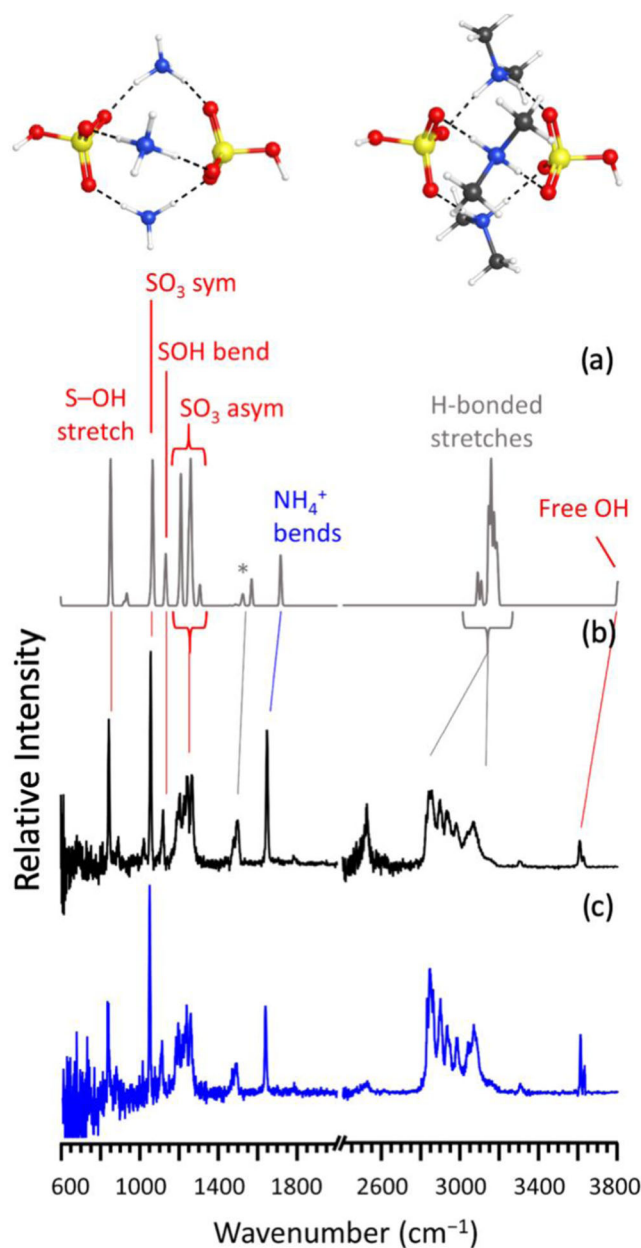 SO₃ sym
SOH bend
(a)
S–OH
stretch
SO₃ asym
H-bonded
stretches
NH₄⁺
bends
Free OH
*
(b)
Relative Intensity
(c)
600 1000 1400 1800 2600 3000 3400 3800
Wavenumber (cm⁻¹)